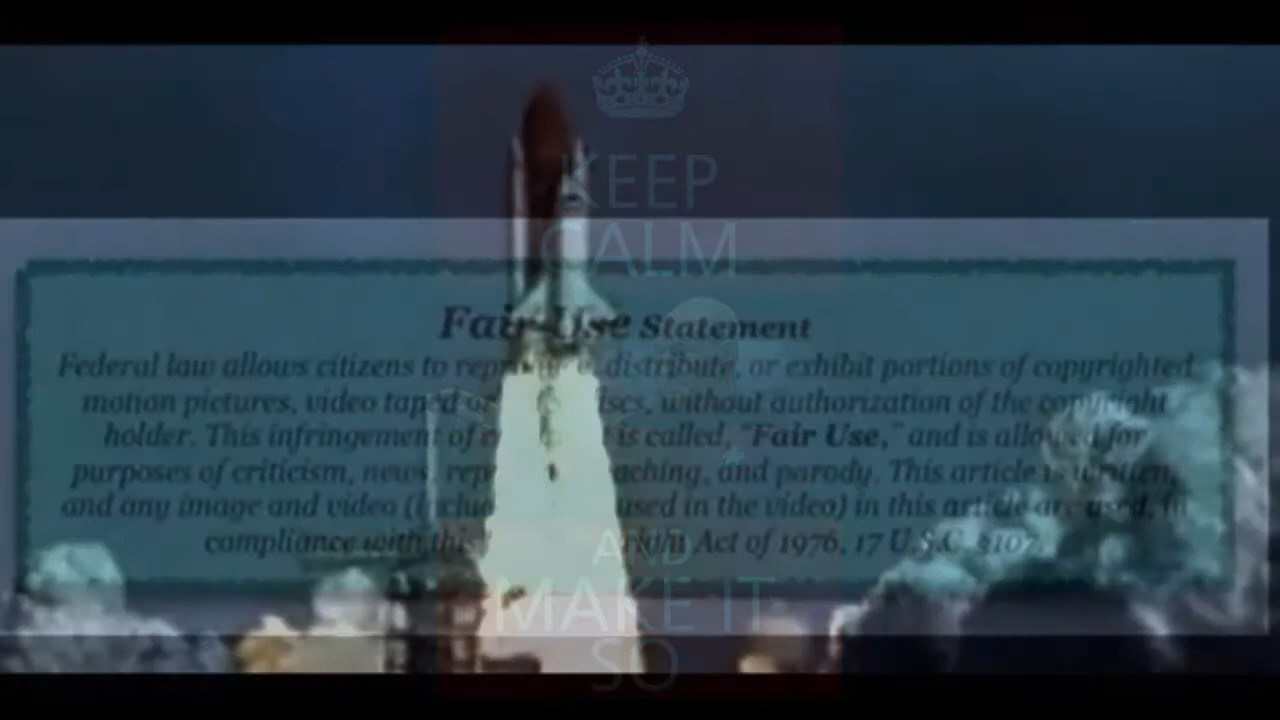 KEEP
CALM
Fair Use Statement
Federal law allows citizens to distribute, or exhibit portions of copyrighted
motion pictures, video taped without authorization of the copyright
holder. This infringement of is called, "Fair Use," and is allowed for
purposes of criticism, news and parody. This article is written,
and any image and video used in the video) in this article are used, in
compliance with this Act of 1976, 17 U.S.C. §107.
AND
MAKE IT
SO